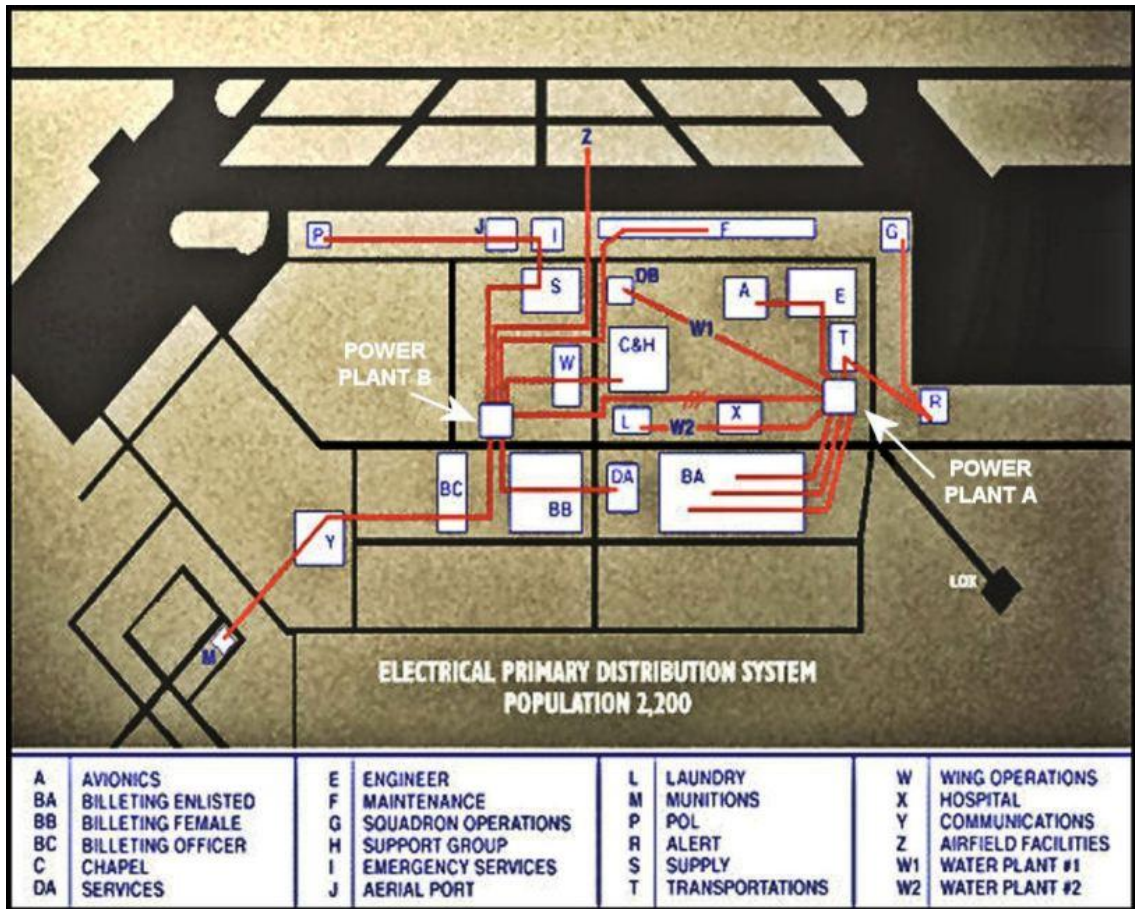 Z
P
J
I
F
G
S
DB
A
E
W1
T
C&H
W
POWER
PLANT B
X
R
L
W2
POWER
PLANT A
BC
BB
DA
BA
Y
LOX
M
ELECTRICAL PRIMARY DISTRIBUTION SYSTEM
POPULATION 2,200
A AVIONICS
BA BILLETING ENLISTED
BB BILLETING FEMALE
BC BILLETING OFFICER
C CHAPEL
DA SERVICES
E ENGINEER
F MAINTENANCE
G SQUADRON OPERATIONS
H SUPPORT GROUP
I EMERGENCY SERVICES
J AERIAL PORT
L LAUNDRY
M MUNITIONS
P POL
R ALERT
S SUPPLY
T TRANSPORTATIONS
W WING OPERATIONS
X HOSPITAL
Y COMMUNICATIONS
Z AIRFIELD FACILITIES
W1 WATER PLANT #1
W2 WATER PLANT #2